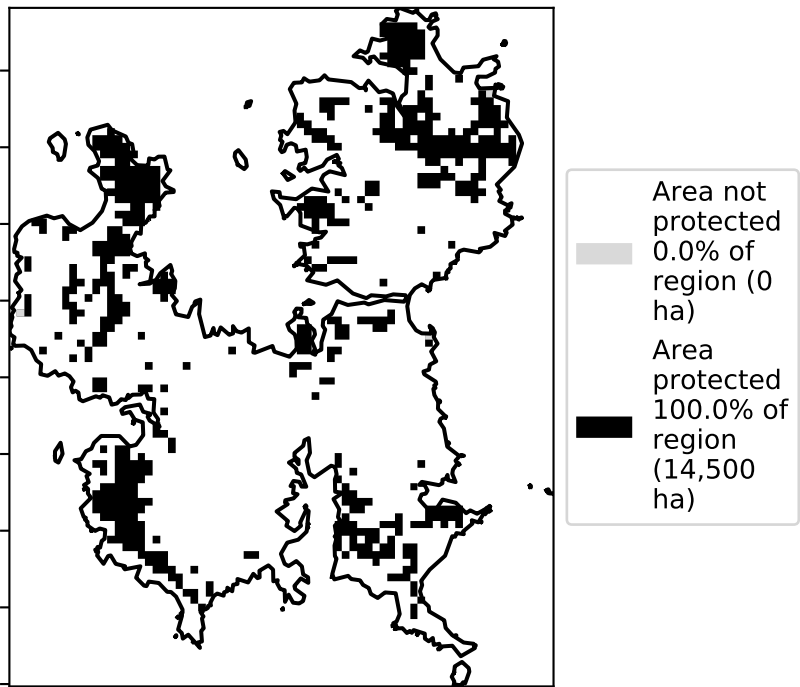 Area not
protected
0.0% of
region (0
ha)
Area
protected
100.0% of
region
(14,500
ha)